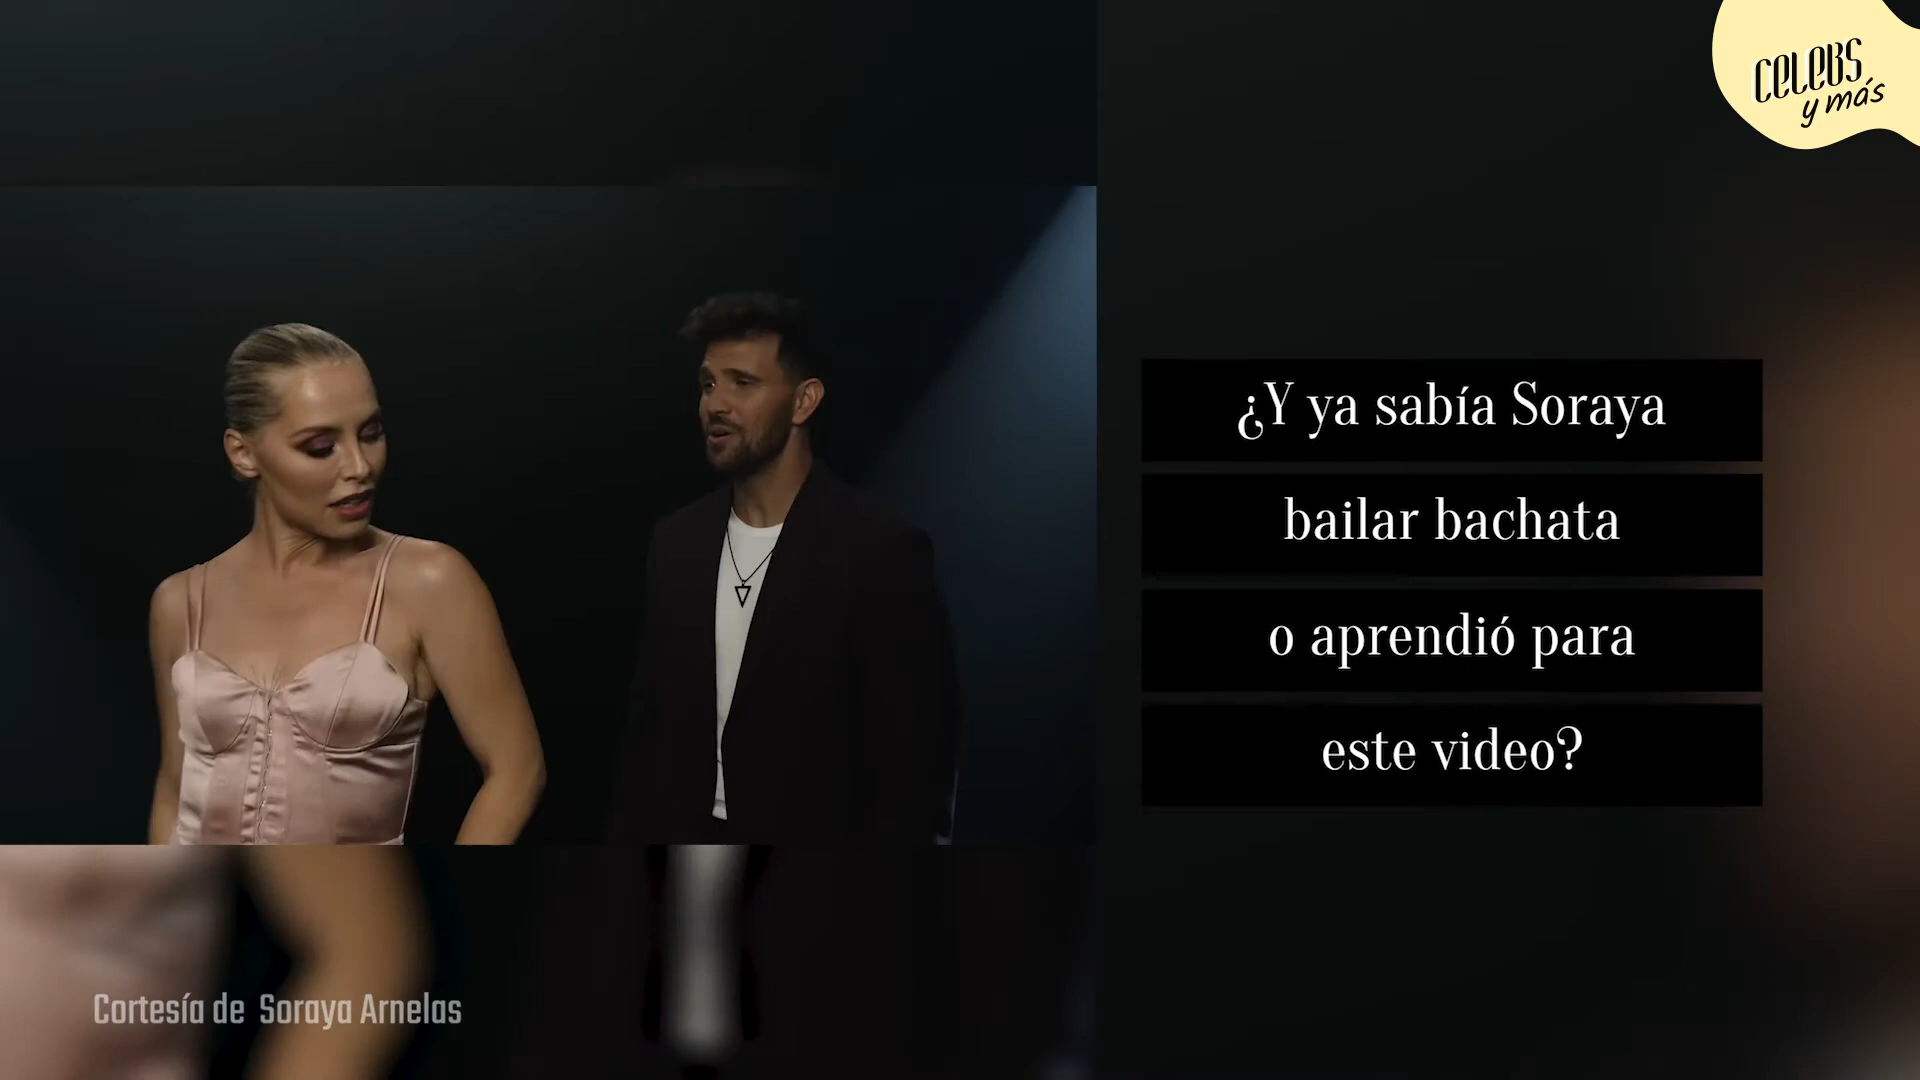 CELEBS
y más
¿Y ya sabía Soraya
bailar bachata
o aprendió para
este video?
Cortesía de Soraya Arnelas